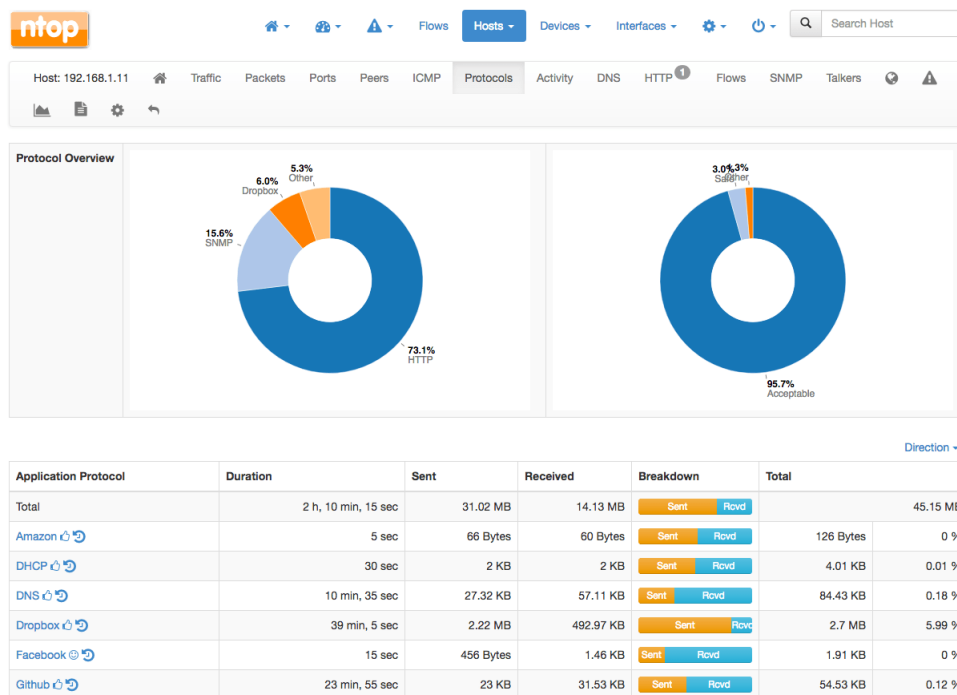 ntop
Flows Hosts Devices Interfaces Search Host
Host: 192.168.1.11 Traffic Packets Ports Peers ICMP Protocols Activity DNS HTTP 1 Flows SNMP Talkers
Protocol Overview
5.3%
Other
6.0%
Dropbox
15.6%
SNMP
73.1%
HTTP
3.0%
95.7%
Acceptable
Direction
Application Protocol Duration Sent Received Breakdown Total
Total 2 h, 10 min, 15 sec 31.02 MB 14.13 MB Sent Rcvd 45.15
Amazon 5 sec 66 Bytes 60 Bytes Sent Rcvd 126 Bytes 0 %
DHCP 30 sec 2 KB 2 KB Sent Rcvd 4.01 KB 0.01 %
DNS 10 min, 35 sec 27.32 KB 57.11 KB Sent Rcvd 84.43 KB 0.18 %
Dropbox 39 min, 5 sec 2.22 MB 492.97 KB Sent Rcvd 2.7 MB 5.99 %
Facebook 15 sec 456 Bytes 1.46 KB Sent Rcvd 1.91 KB 0 %
Github 23 min, 55 sec 23 KB 31.53 KB Sent Rcvd 54.53 KB 0.12 %